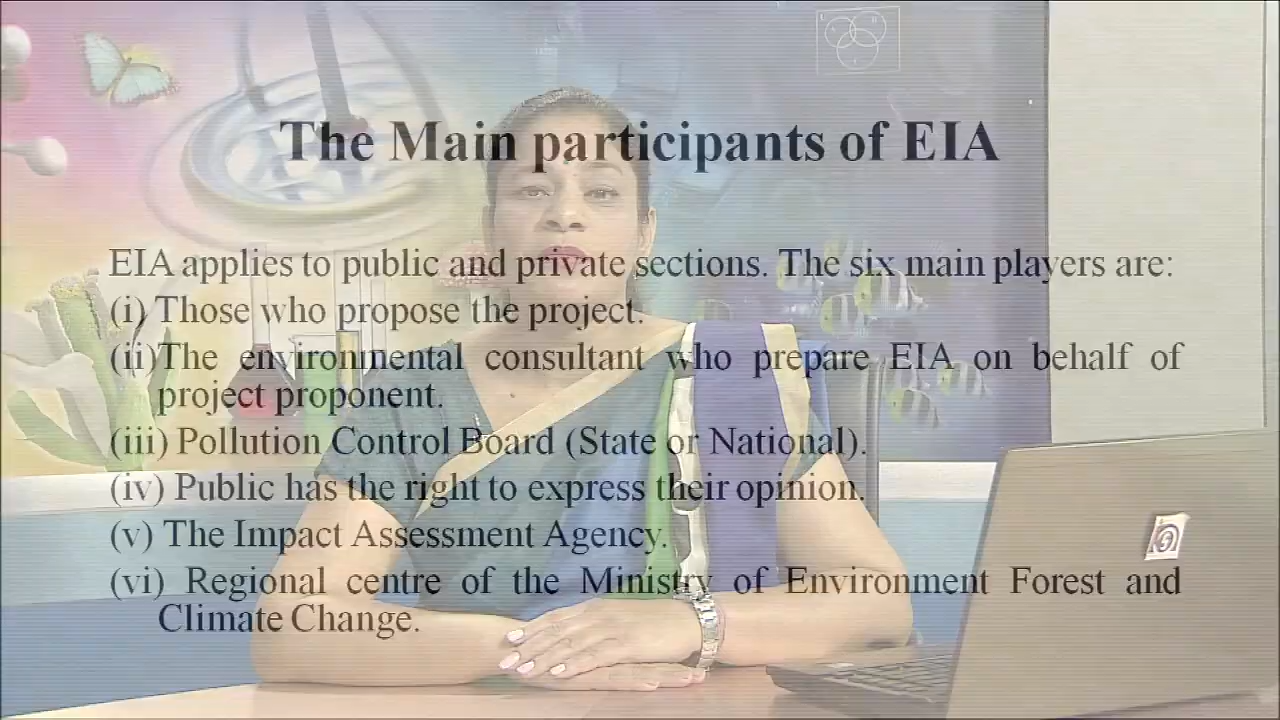 The Main participants of EIA
EIA applies to public and private sections. The six main players are:
(i) Those who propose the project.
(ii)The environmental consultant who prepare EIA on behalf of
project proponent.
(iii) Pollution Control Board (State or National).
(iv) Public has the right to express their opinion.
(v) The Impact Assessment Agency.
(vi) Regional centre of the Ministry of Environment Forest and
Climate Change.